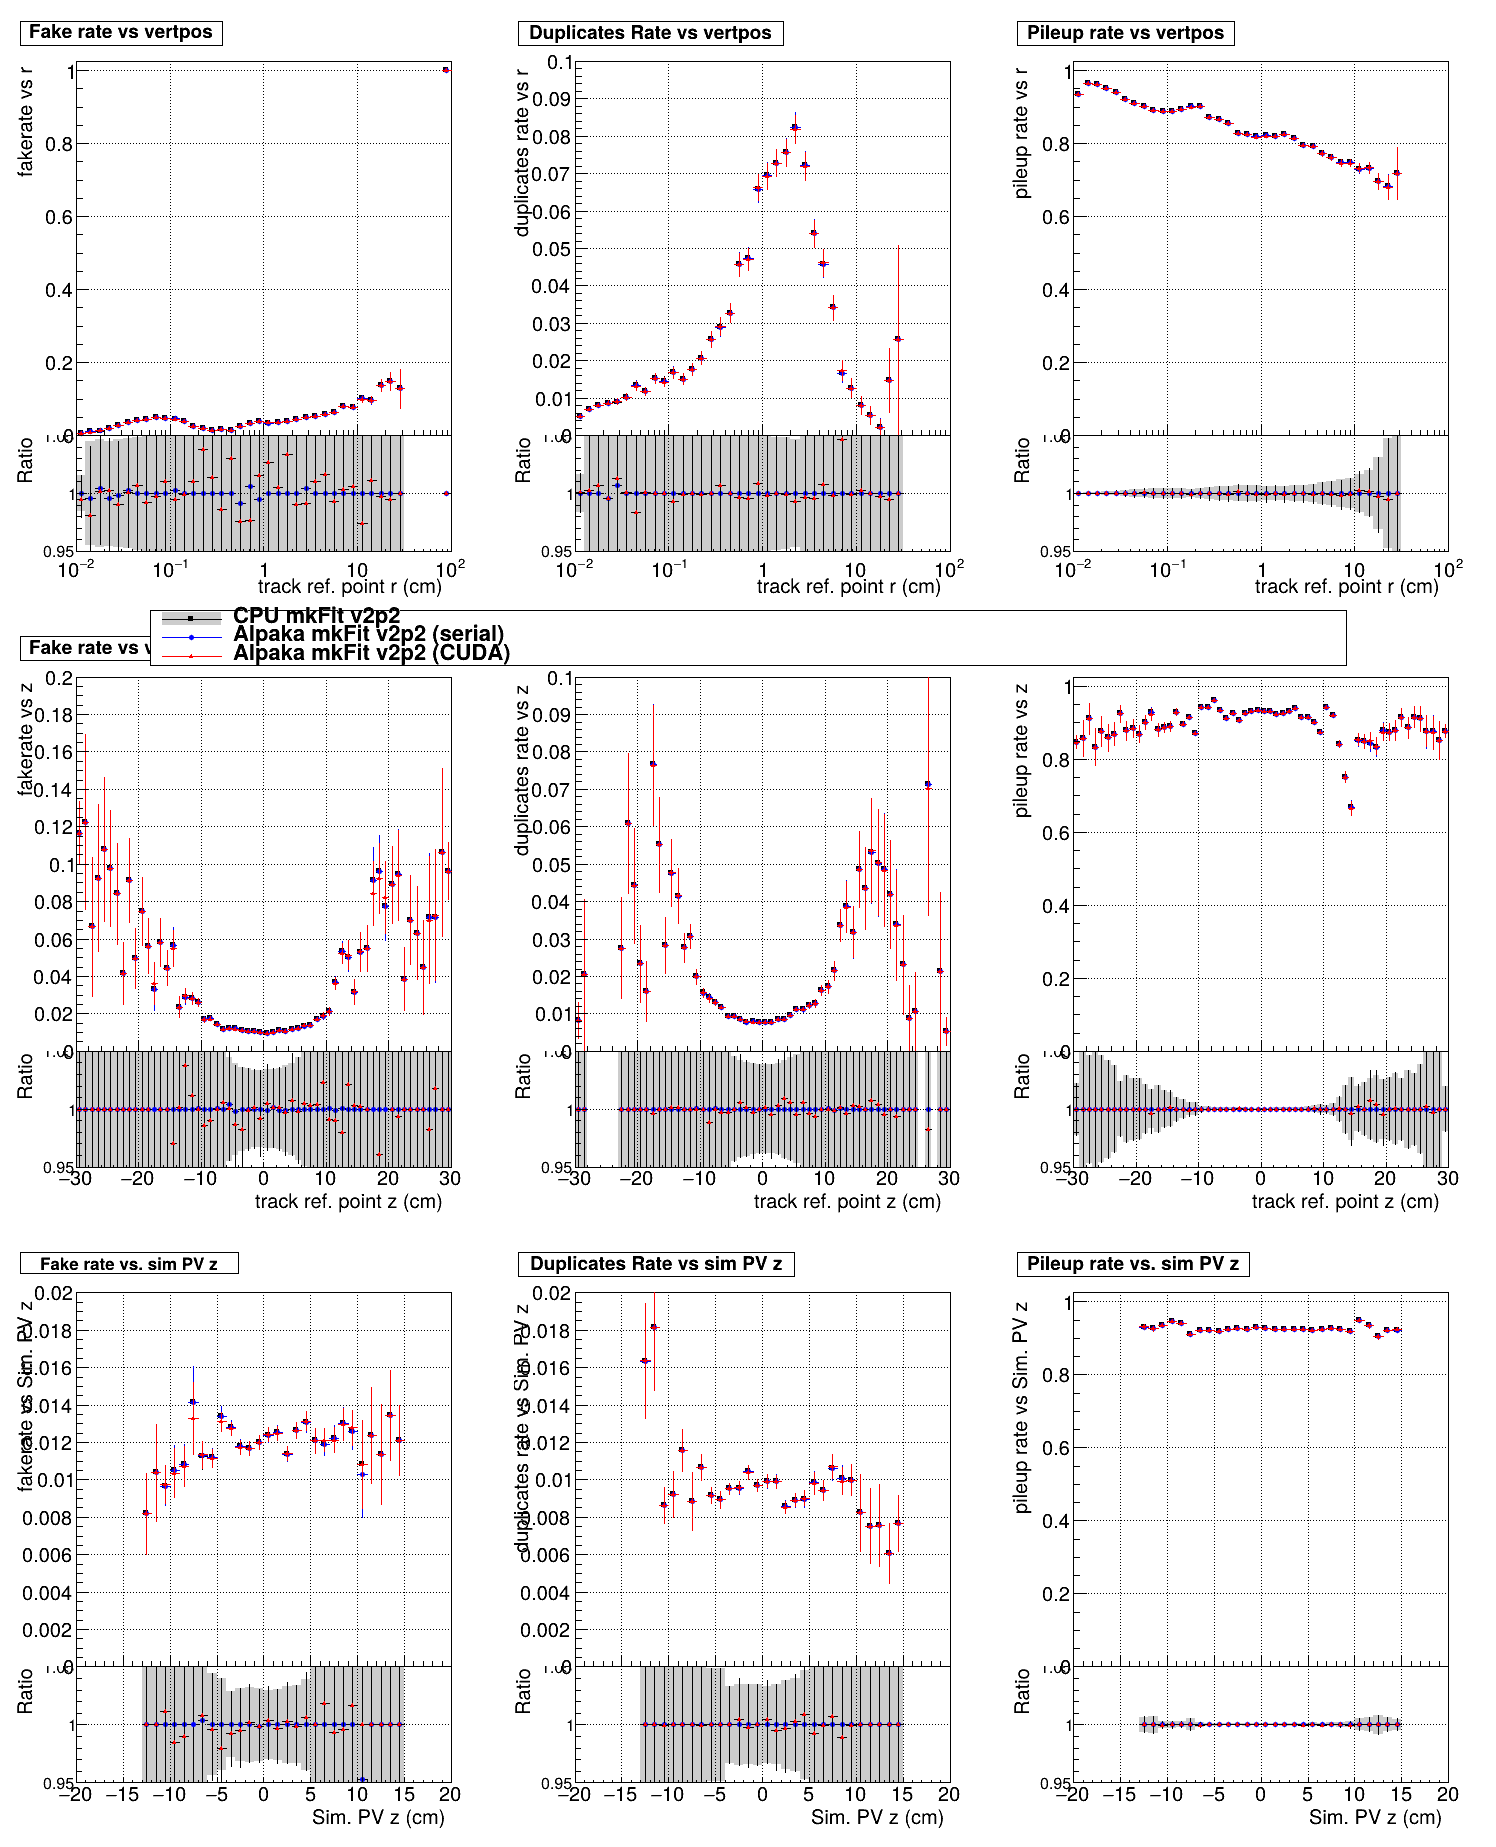 Fake rate vs vertpos
fakerate vs r
1
0.8
0.6
0.4
0.2
0
Ratio
1
0.95
10⁻² 10⁻¹ 1 10 10²
track ref. point r (cm)
Duplicates Rate vs vertpos
duplicates rate vs r
0.1
0.09
0.08
0.07
0.06
0.05
0.04
0.03
0.02
0.01
0
Ratio
1
0.95
10⁻² 10⁻¹ 1 10 10²
track ref. point r (cm)
Pileup rate vs vertpos
pileup rate vs r
1
0.8
0.6
0.4
0.2
0
Ratio
1
0.95
10⁻² 10⁻¹ 1 10 10²
track ref. point r (cm)
CPU mkFit v2p2
Alpaka mkFit v2p2 (serial)
Alpaka mkFit v2p2 (CUDA)
Fake rate vs
fakerate vs z
0.2
0.18
0.16
0.14
0.12
0.1
0.08
0.06
0.04
0.02
0
Ratio
1
0.95
−30 −20 −10 0 10 20 30
track ref. point z (cm)
duplicates rate vs z
0.1
0.09
0.08
0.07
0.06
0.05
0.04
0.03
0.02
0.01
0
Ratio
1
0.95
−30 −20 −10 0 10 20 30
track ref. point z (cm)
pileup rate vs z
1
0.8
0.6
0.4
0.2
0
Ratio
1
0.95
−30 −20 −10 0 10 20 30
track ref. point z (cm)
Fake rate vs. sim PV z
fakerate vs Sim. PV z
0.02
0.018
0.016
0.014
0.012
0.01
0.008
0.006
0.004
0.002
0
Ratio
1
0.95
−20 −15 −10 −5 0 5 10 15 20
Sim. PV z (cm)
Duplicates Rate vs sim PV z
duplicates rate vs Sim. PV z
0.02
0.018
0.016
0.014
0.012
0.01
0.008
0.006
0.004
0.002
0
Ratio
1
0.95
−20 −15 −10 −5 0 5 10 15 20
Sim. PV z (cm)
Pileup rate vs. sim PV z
pileup rate vs Sim. PV z
1
0.8
0.6
0.4
0.2
0
Ratio
1
0.95
−20 −15 −10 −5 0 5 10 15 20
Sim. PV z (cm)